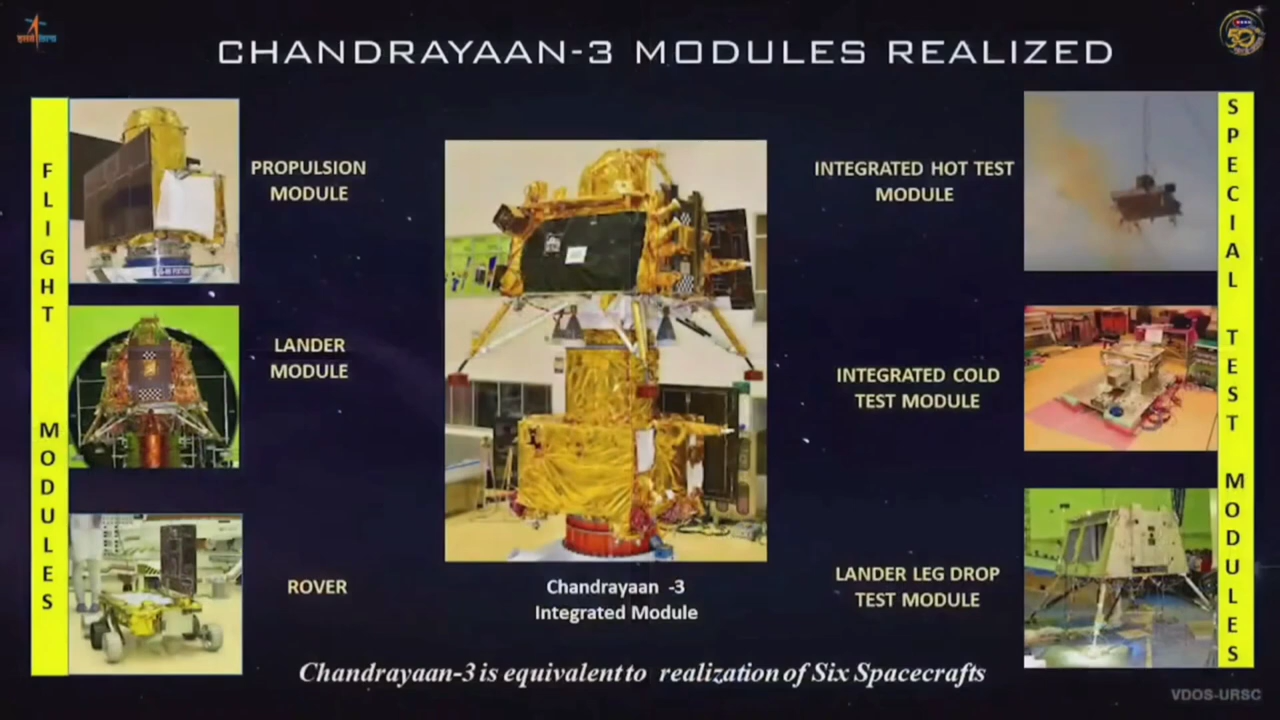 CHANDRAYAAN-3 MODULES REALIZED
FLIGHT MODULES
PROPULSION
MODULE
LANDER
MODULE
ROVER
Chandrayaan -3
Integrated Module
INTEGRATED HOT TEST
MODULE
INTEGRATED COLD
TEST MODULE
LANDER LEG DROP
TEST MODULE
SPECIAL TEST MODULES
Chandrayaan-3 is equivalent to realization of Six Spacecrafts
VDOS-URSC